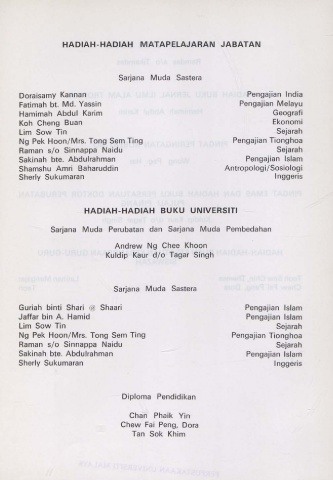 HADIAH-HADIAH MATAPELAJARAN JABATAN
Sarjana Muda Sastera
Doraisamy Kannan Pengajian India
Fatimah bt. Md. Yassin Pengajian Melayu
Hamimah Abdul Karim Geografi
Koh Cheng Buan Ekonomi
Lim Sow Tin Sejarah
Ng Pek Hoon/Mrs. Tong Sem Ting Pengajian Tionghoa
Raman s/o Sinnappa Naidu Sejarah
Sakinah bte. Abdulrahman Pengajian Islam
Shamshu Amri Baharuddin Antropologi/Sosiologi
Sherly Sukumaran Inggeris
HADIAH-HADIAH BUKU UNIVERSITI
Sarjana Muda Perubatan dan Sarjana Muda Pembedahan
Andrew Ng Chee Khoon
Kuldip Kaur d/o Tagar Singh
Sarjana Muda Sastera
Guriah binti Shari @ Shaari Pengajian Islam
Jaffar bin A. Hamid Pengajian Islam
Lim Sow Tin Sejarah
Ng Pek Hoon/Mrs. Tong Sem Ting Pengajian Tionghoa
Raman s/o Sinnappa Naidu Sejarah
Sakinah bte. Abdulrahman Pengajian Islam
Sherly Sukumaran Inggeris
Diploma Pendidikan
Chan Phaik Yin
Chew Fai Peng, Dora
Tan Sok Khim